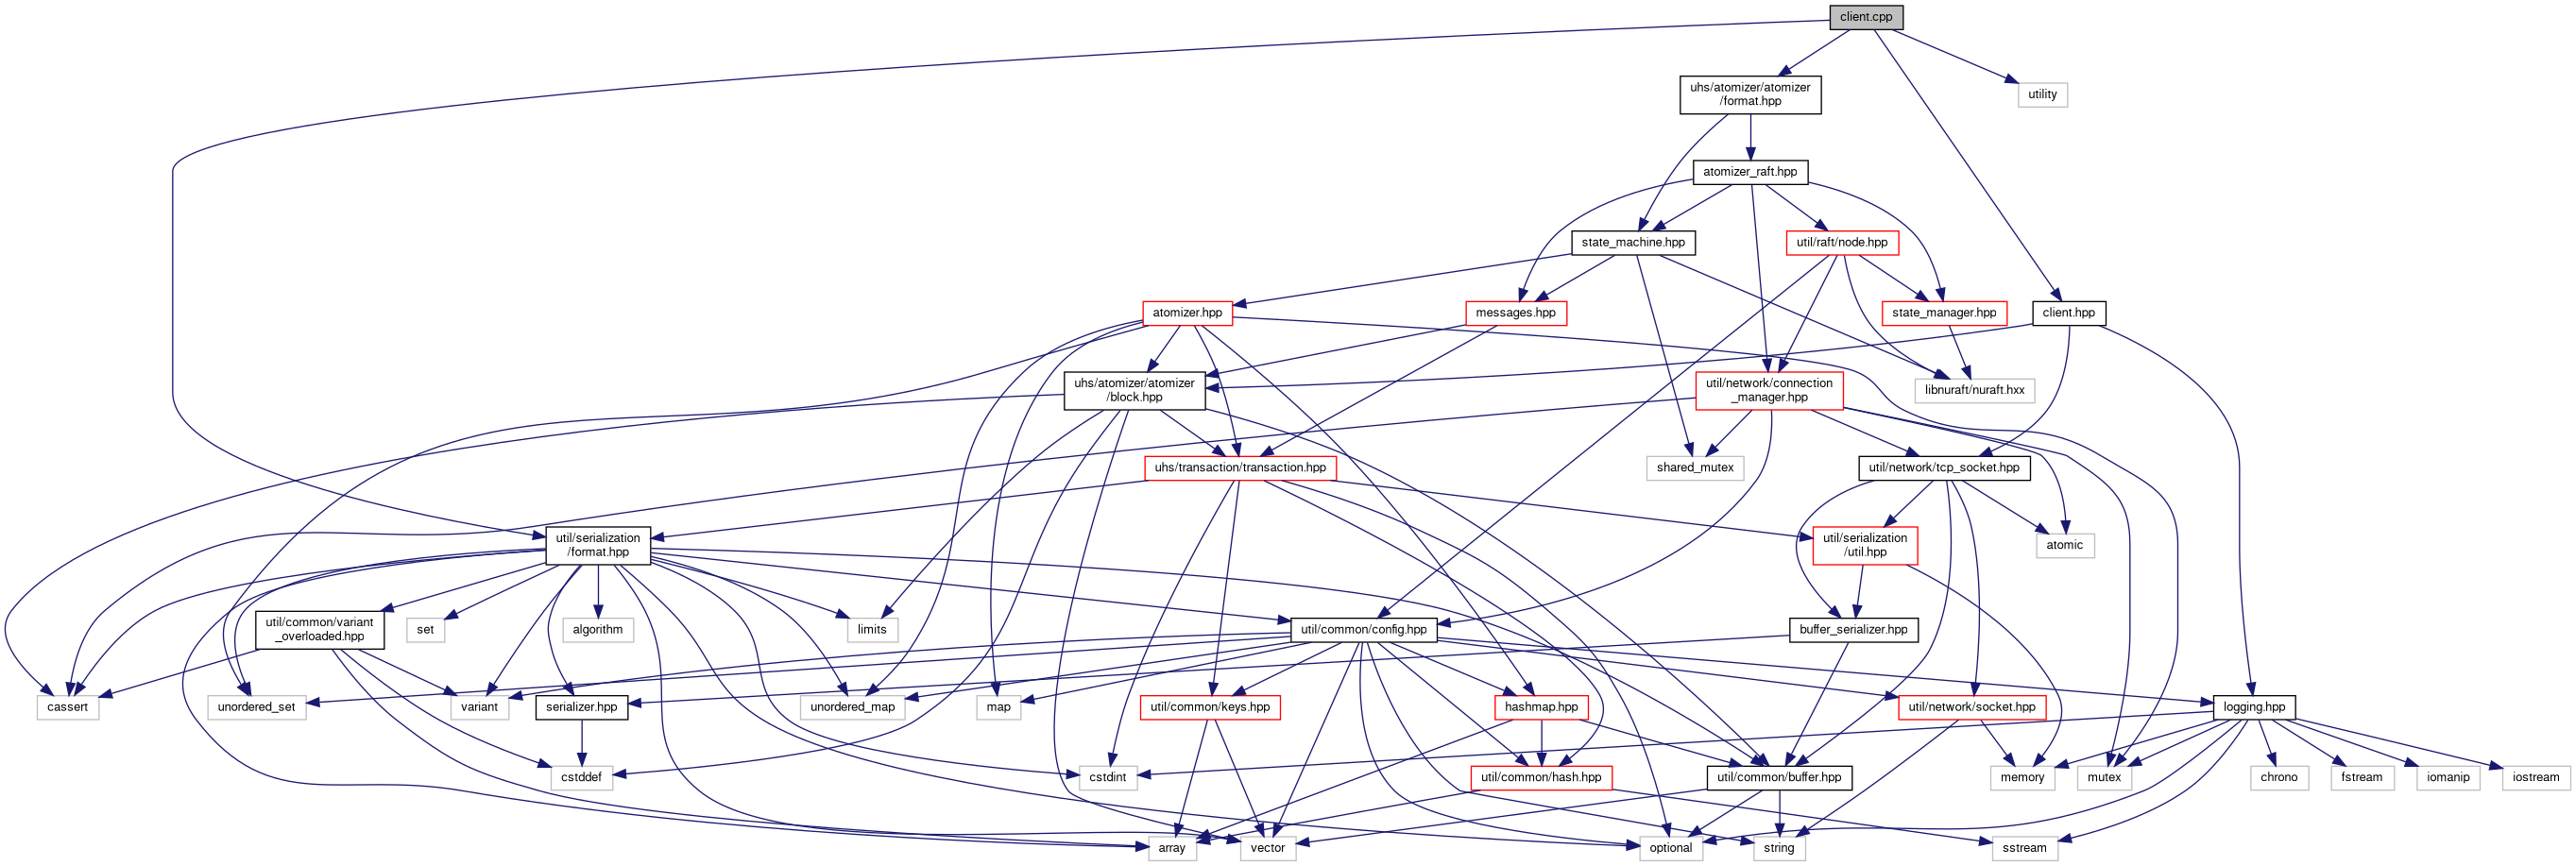 client.cpp
uhs/atomizer/atomizer
/format.hpp
utility
atomizer_raft.hpp
state_machine.hpp
util/raft/node.hpp
atomizer.hpp
messages.hpp
state_manager.hpp
client.hpp
uhs/atomizer/atomizer
/block.hpp
util/network/connection
_manager.hpp
libnuraft/nuraft.hxx
uhs/transaction/transaction.hpp
shared_mutex
util/network/tcp_socket.hpp
util/serialization
/format.hpp
util/serialization
/util.hpp
atomic
util/common/variant
_overloaded.hpp
set
algorithm
limits
util/common/config.hpp
buffer_serializer.hpp
cassert
unordered_set
variant
serializer.hpp
unordered_map
map
util/common/keys.hpp
hashmap.hpp
util/network/socket.hpp
logging.hpp
cstddef
cstdint
util/common/hash.hpp
util/common/buffer.hpp
memory
mutex
chrono
fstream
iomanip
iostream
array
vector
optional
string
sstream